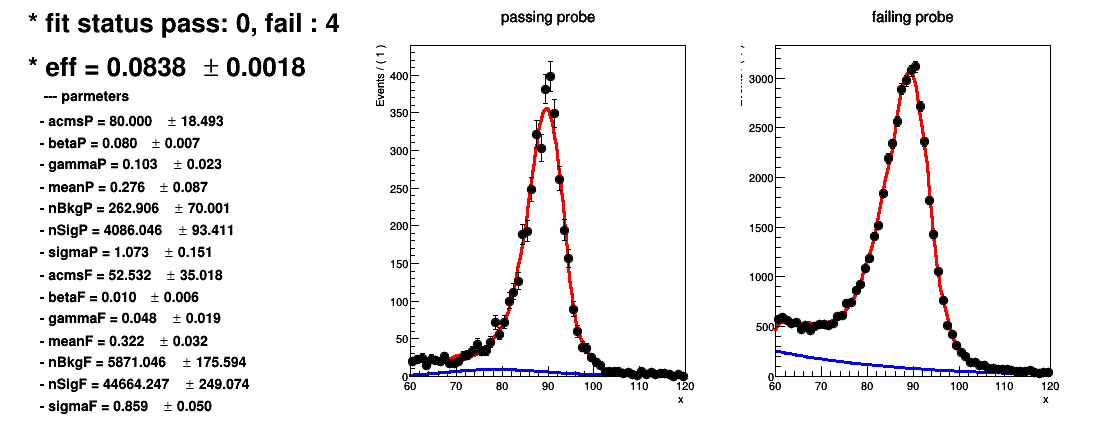 * fit status pass: 0, fail : 4
* eff = 0.0838 ± 0.0018
--- parmeters
- acmsP = 80.000 ± 18.493
- betaP = 0.080 ± 0.007
- gammaP = 0.103 ± 0.023
- meanP = 0.276 ± 0.087
- nBkgP = 262.906 ± 70.001
- nSigP = 4086.046 ± 93.411
- sigmaP = 1.073 ± 0.151
- acmsF = 52.532 ± 35.018
- betaF = 0.010 ± 0.006
- gammaF = 0.048 ± 0.019
- meanF = 0.322 ± 0.032
- nBkgF = 5871.046 ± 175.594
- nSigF = 44664.247 ± 249.074
- sigmaF = 0.859 ± 0.050
passing probe
Events / ( 1 )
400
350
300
250
200
150
100
50
0
60 70 80 90 100 110 120
x
failing probe
3000
2500
2000
1500
1000
500
0
60 70 80 90 100 110 120
x